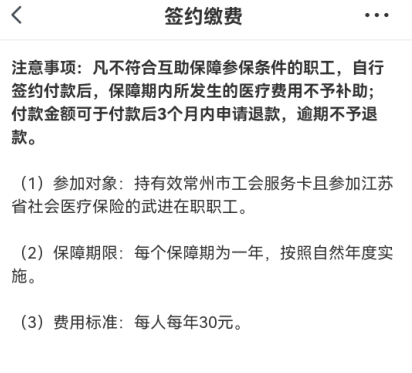 签约缴费
注意事项：凡不符合互助保障参保条件的职工，自行
签约付款后，保障期内所发生的医疗费用不予补助；
付款金额可于付款后3个月内申请退款，逾期不予退
款。
（1）参加对象：持有效常州市工会服务卡且参加江苏
省社会医疗保险的武进在职职工。
（2）保障期限：每个保障期为一年，按照自然年度实
施。
（3）费用标准：每人每年30元。